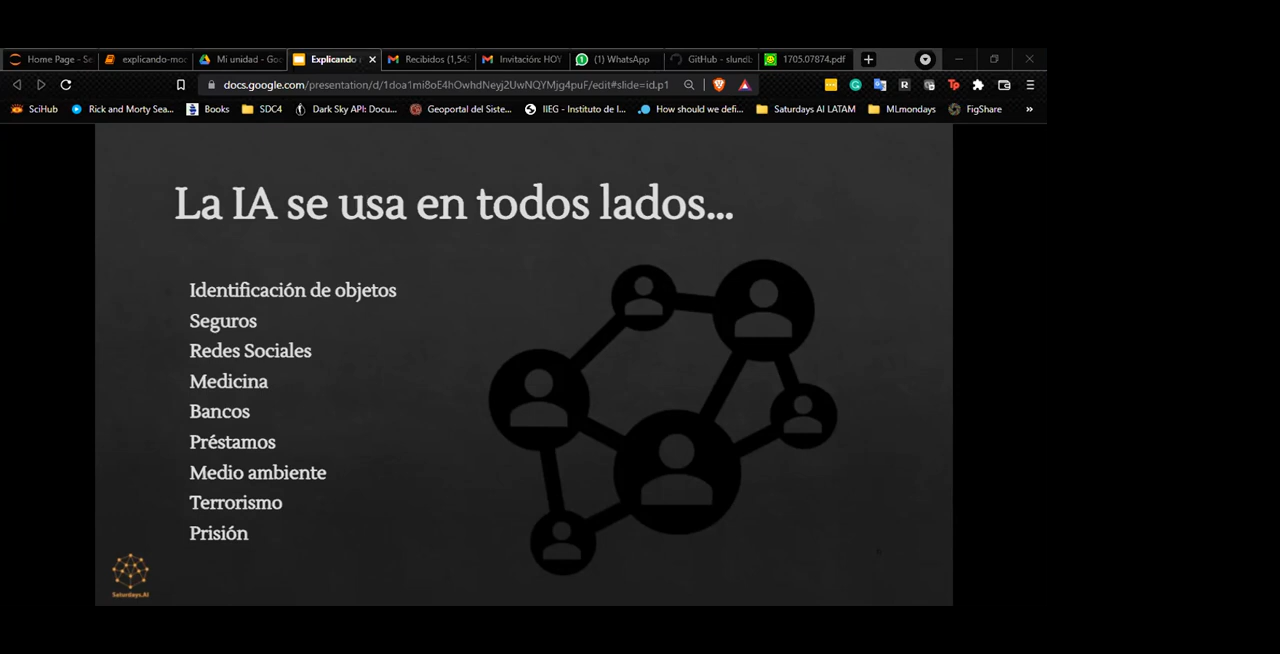 Home Page - Se
explicando-mod
Mi unidad - Goo
Explicando
Recibidos (1,54
Invitación: HOY
(1) WhatsApp
GitHub - slundb
1705.07874.pdf
docs.google.com/presentation/d/1doa1mi8oE4hOwhdNeyj2UwNQYMjg4puF/edit#slide=id.p1
SciHub
Rick and Morty Sea...
Books
SDC4
Dark Sky API: Docu...
Geoportal del Siste...
IIEG - Instituto de I...
How should we defi...
Saturdays AI LATAM
MLmondays
FigShare
La IA se usa en todos lados...
Identificación de objetos
Seguros
Redes Sociales
Medicina
Bancos
Préstamos
Medio ambiente
Terrorismo
Prisión
Saturdays.AI